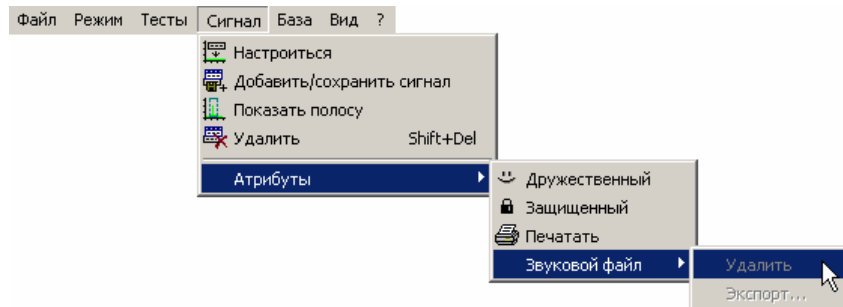 Файл Режим Тесты Сигнал База Вид ?
Настроиться
Добавить/сохранить сигнал
Показать полосу
Удалить Shift+Del
Атрибуты
Дружественный
Защищенный
Печатать
Звуковой файл
Удалить
Экспорт...